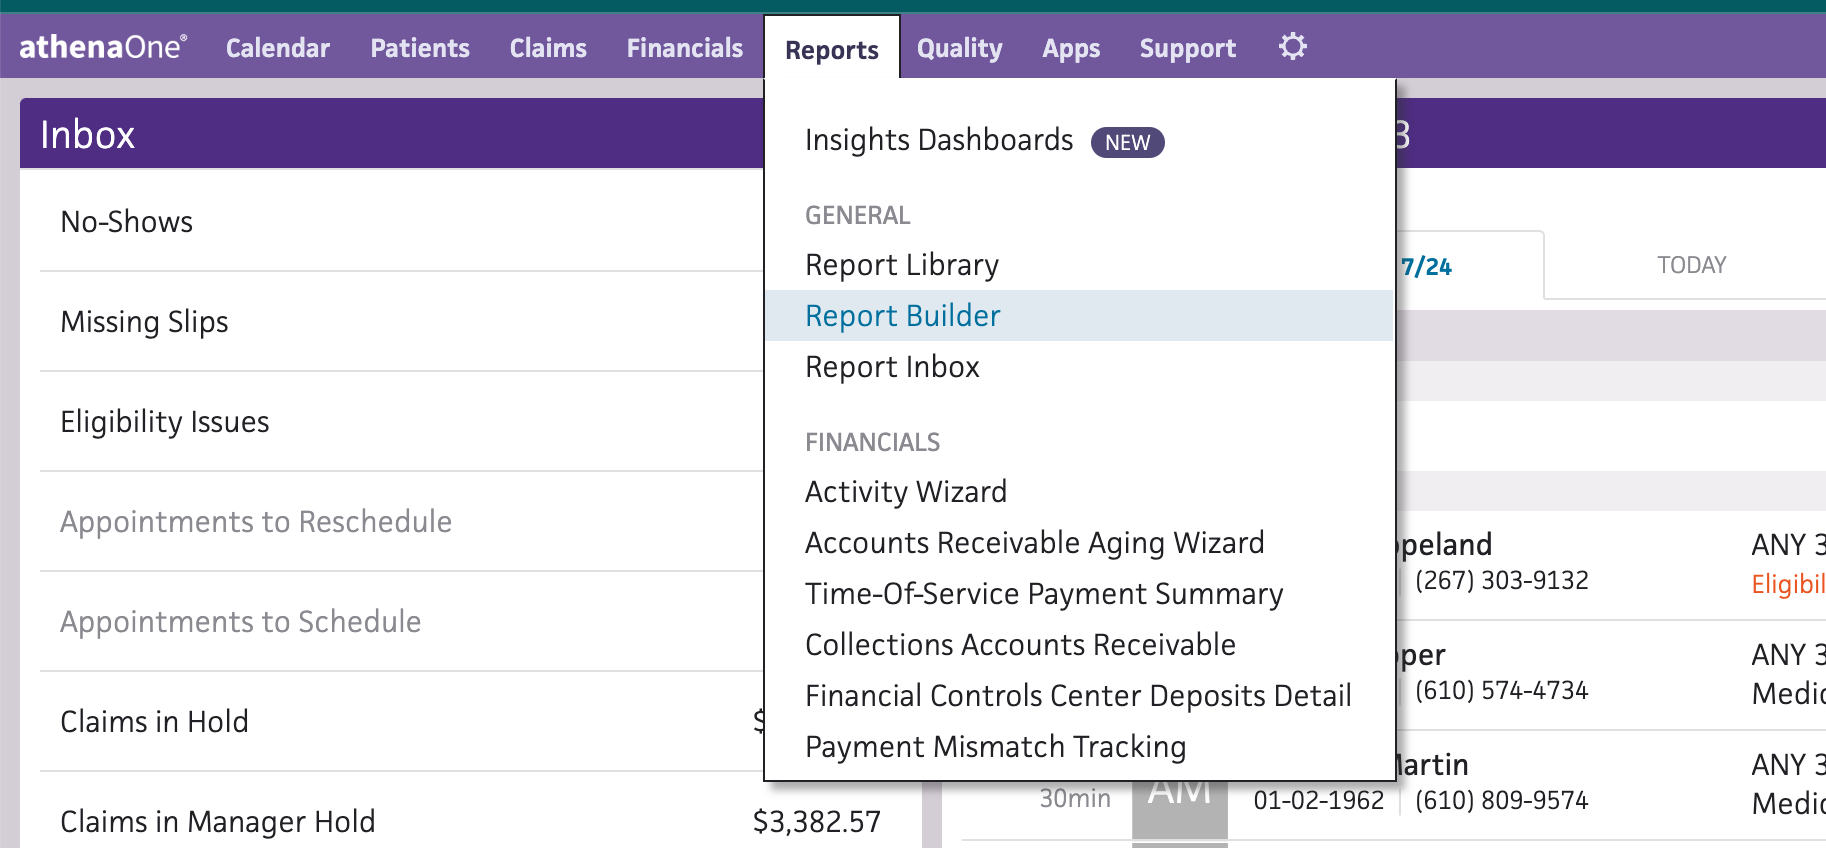 athenaOne®
Calendar
Patients
Claims
Financials
Reports
Quality
Apps
Support
Inbox
No-Shows
Missing Slips
Eligibility Issues
Appointments to Reschedule
Appointments to Schedule
Claims in Hold
$
Claims in Manager Hold
$3,382.57
Insights Dashboards NEW
GENERAL
Report Library
Report Builder
Report Inbox
FINANCIALS
Activity Wizard
Accounts Receivable Aging Wizard
Time-Of-Service Payment Summary
Collections Accounts Receivable
Financial Controls Center Deposits Detail
Payment Mismatch Tracking
3
7/24
TODAY
peland
ANY 3
(267) 303-9132
Eligibil
per
ANY 3
(610) 574-4734
Medic
artin
ANY 3
30min
AM
01-02-1962
(610) 809-9574
Medic